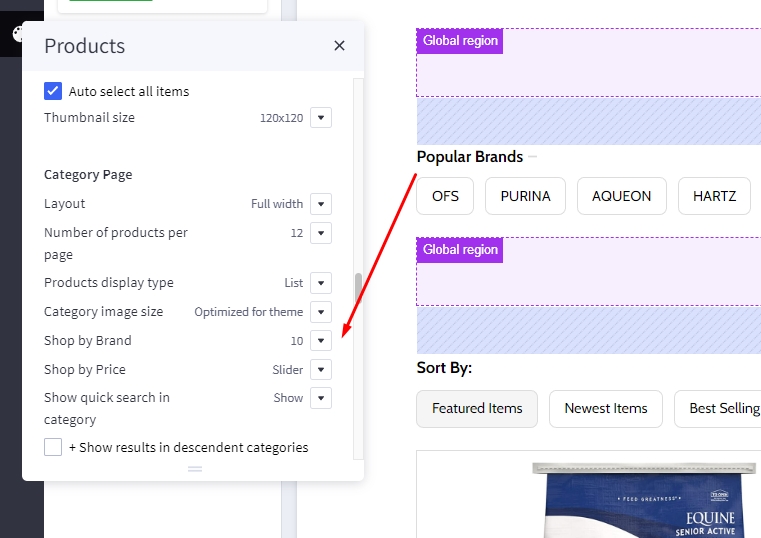 Products
Auto select all items
Thumbnail size 120x120
Category Page
Layout Full width
Number of products per
page 12
Products display type List
Category image size Optimized for theme
Shop by Brand 10
Shop by Price Slider
Show quick search in
category Show
+ Show results in descendent categories
Global region
Popular Brands
OFS PURINA AQUEON HARTZ
Global region
Sort By:
Featured Items Newest Items Best Selling
• FEED GREATNESS •
EQUINE
SENIOR ACTIVE